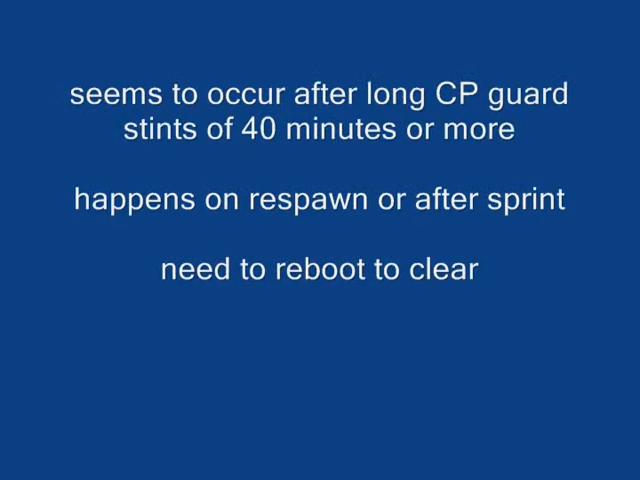 seems to occur after long CP guard
stints of 40 minutes or more
happens on respawn or after sprint
need to reboot to clear